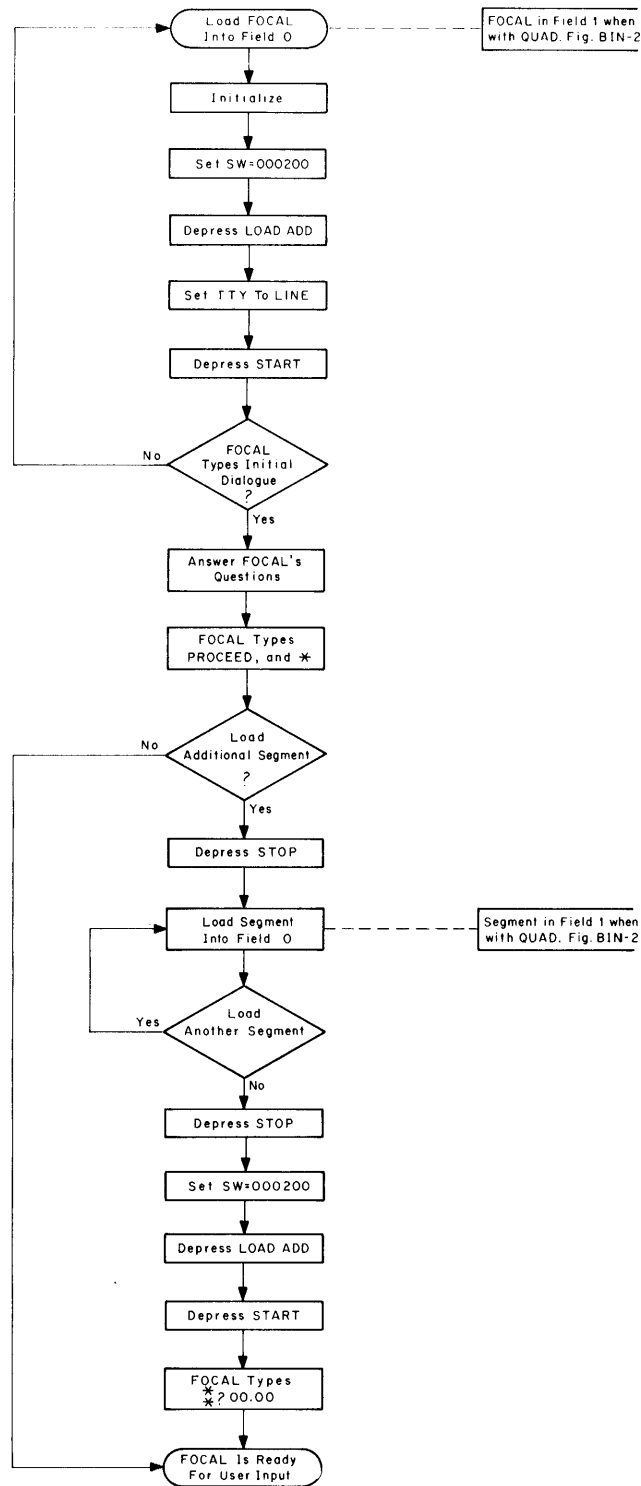 Load FOCAL
Into Field 0
FOCAL in Field 1 when
with QUAD. Fig. BIN-2
Initialize
Set SW=000200
Depress LOAD ADD
Set TTY To LINE
Depress START
FOCAL
Types Initial
Dialogue
?
No
Yes
Answer FOCAL's
Questions
FOCAL Types
PROCEED, and *
Load
Additional Segment
?
No
Yes
Depress STOP
Load Segment
Into Field 0
Segment in Field 1 when
with QUAD. Fig. BIN-2
Load
Another Segment
Yes
No
Depress STOP
Set SW=000200
Depress LOAD ADD
Depress START
FOCAL Types
*
*?00.00
FOCAL Is Ready
For User Input